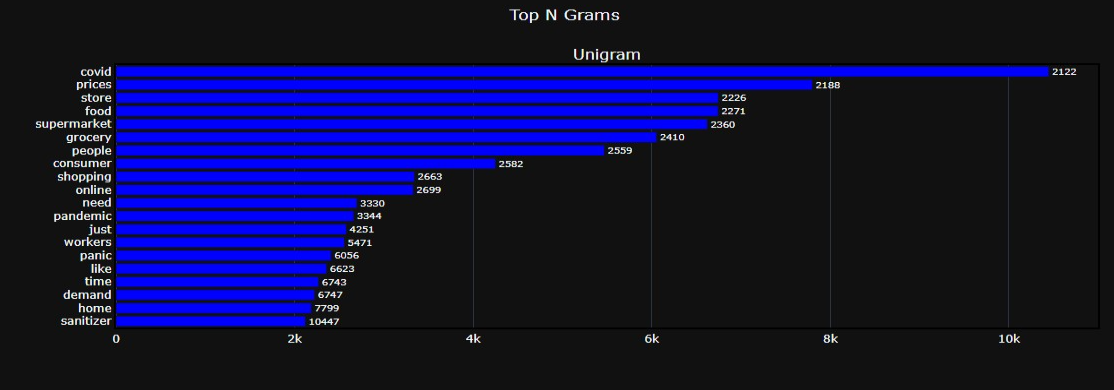 Top N Grams
Unigram
covid 2122
prices 2188
store 2226
food 2271
supermarket 2360
grocery 2410
people 2559
consumer 2582
shopping 2663
online 2699
need 3330
pandemic 3344
just 4251
workers 5471
panic 6056
like 6623
time 6743
demand 6747
home 7799
sanitizer 10447
0 2k 4k 6k 8k 10k